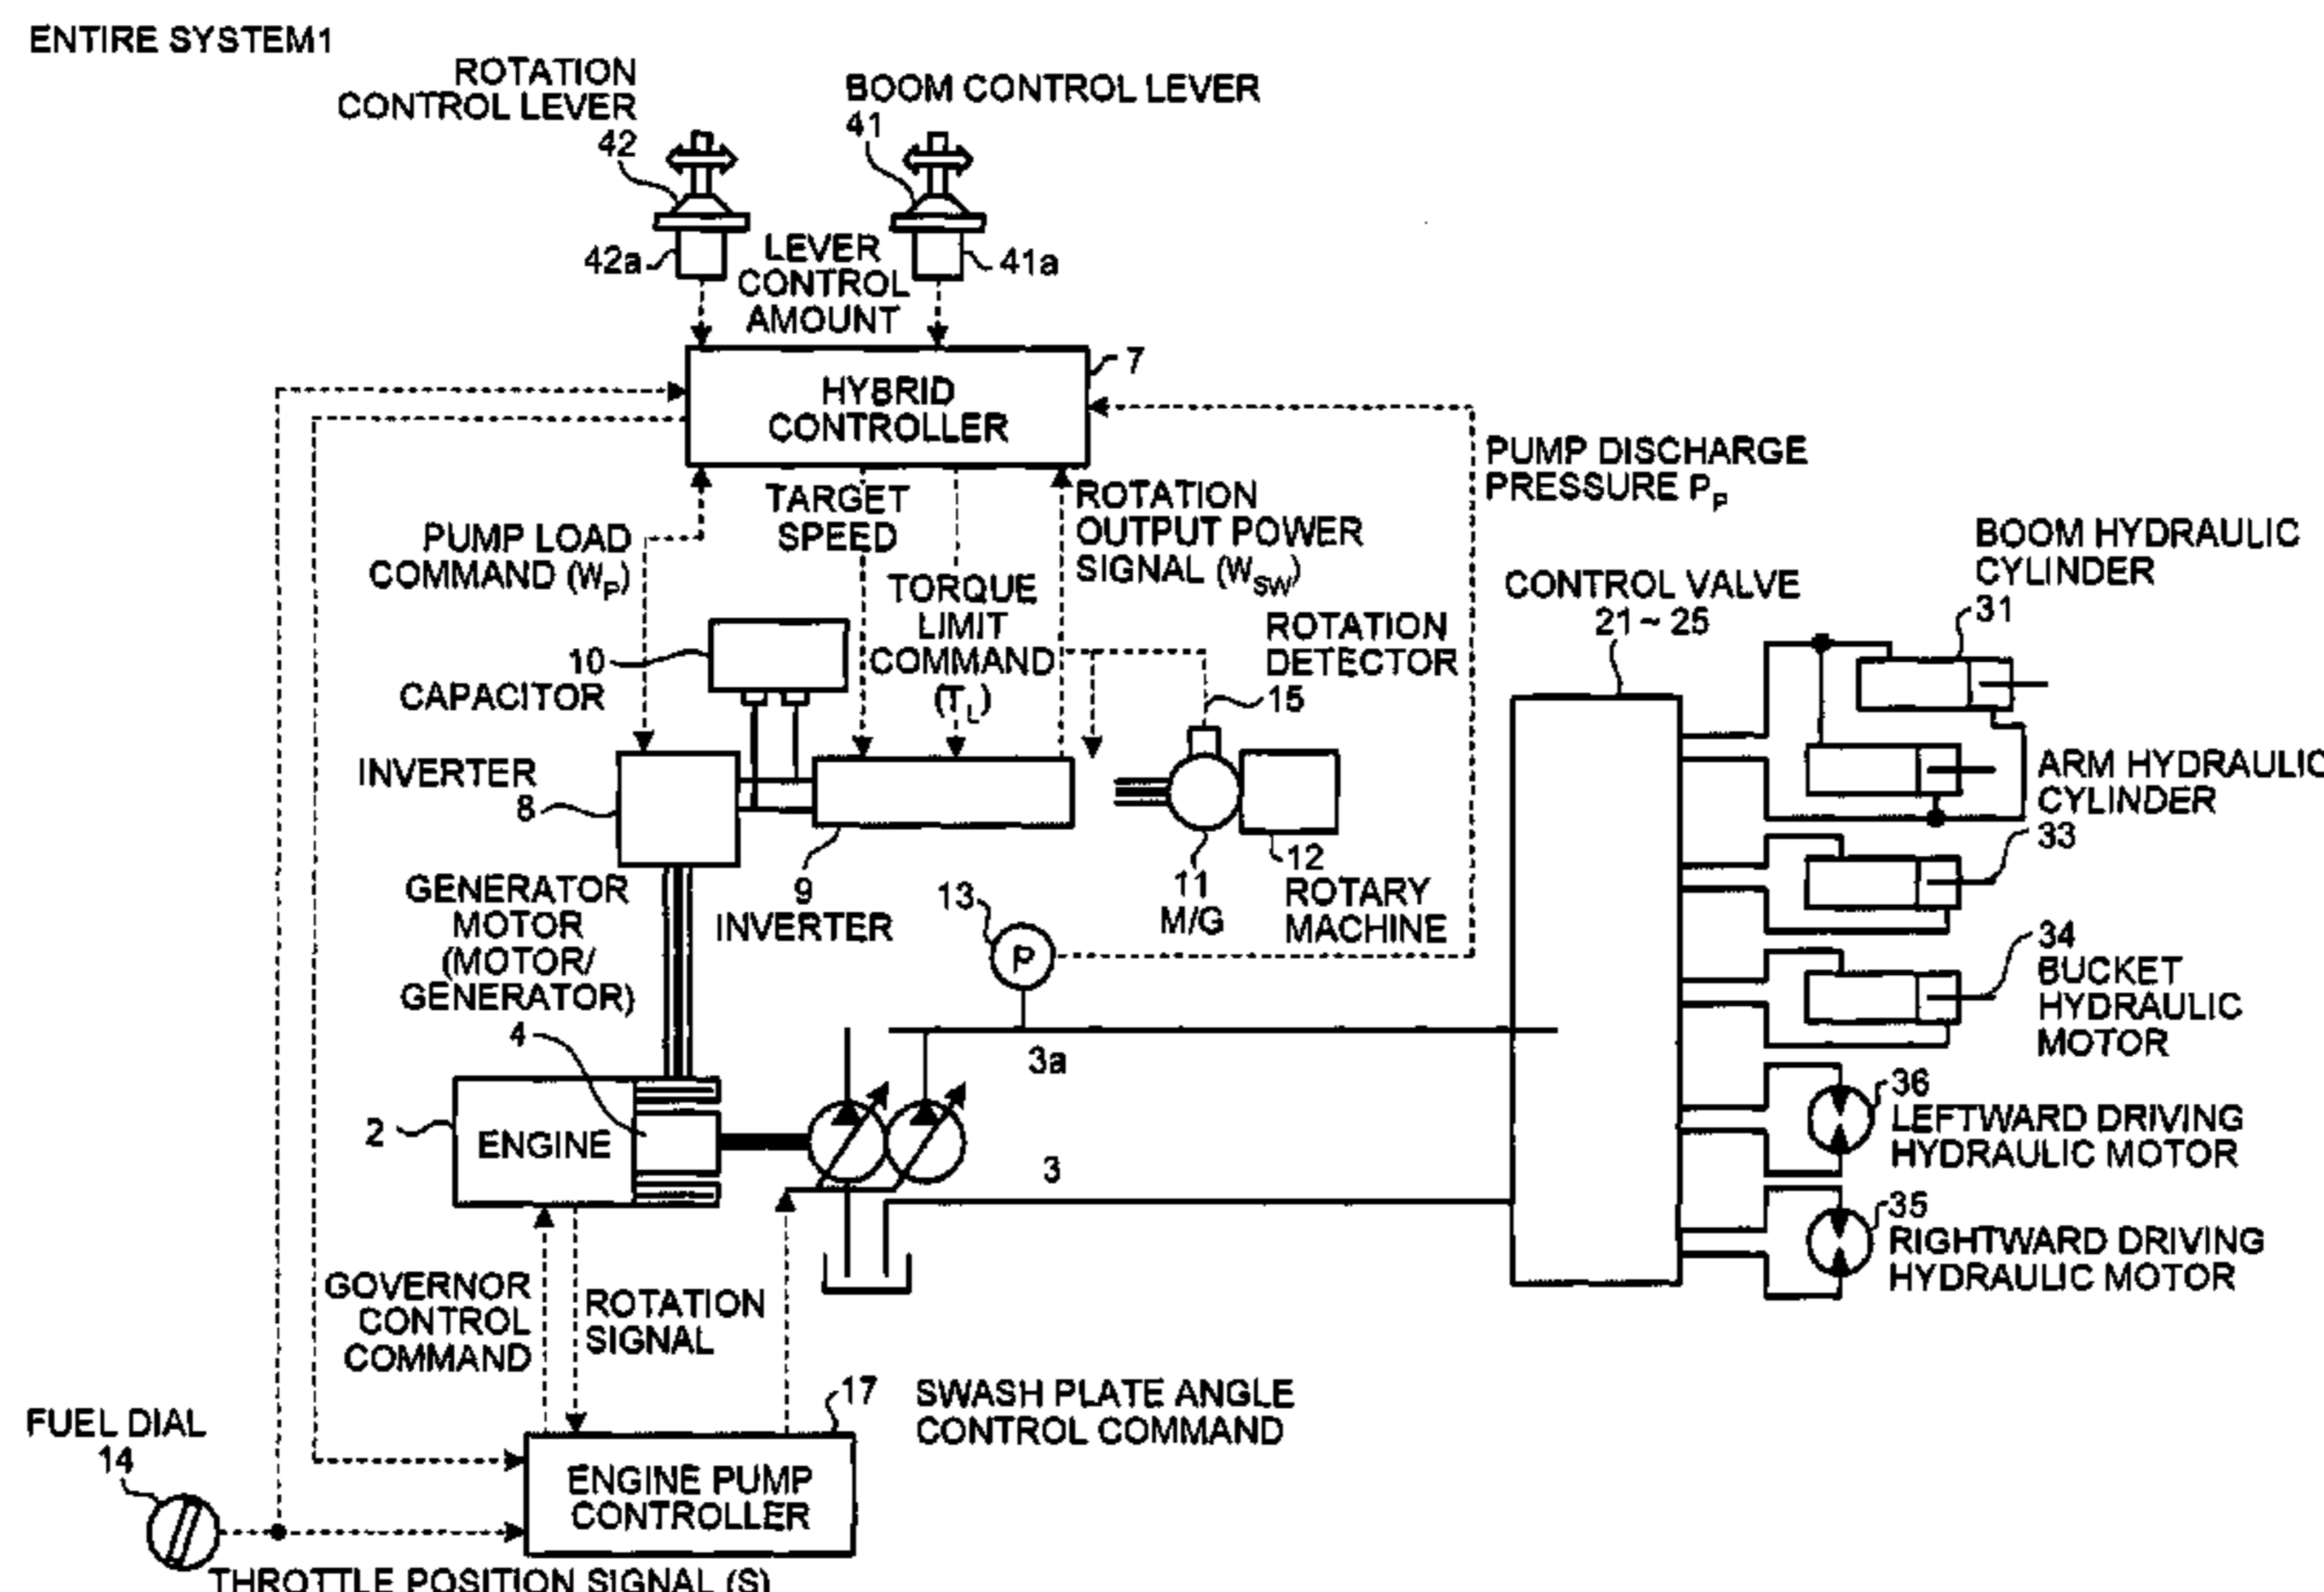 ENTIRE SYSTEM1
ROTATION
CONTROL LEVER
42
BOOM CONTROL LEVER
41
42a
LEVER
CONTROL
AMOUNT
41a
7
HYBRID
CONTROLLER
PUMP DISCHARGE
PRESSURE PP
TARGET
SPEED
ROTATION
OUTPUT POWER
SIGNAL (WSW)
PUMP LOAD
COMMAND (WP)
TORQUE
LIMIT
COMMAND
(TL)
BOOM HYDRAULIC
CYLINDER
31
CONTROL VALVE
21 ~ 25
ROTATION
DETECTOR
15
10
CAPACITOR
INVERTER
8
ARM HYDRAULIC
CYLINDER
33
9
INVERTER
11
M/G
12
ROTARY
MACHINE
GENERATOR
MOTOR
(MOTOR/
GENERATOR)
4
13
P
34
BUCKET
HYDRAULIC
MOTOR
3a
2
ENGINE
3
36
LEFTWARD DRIVING
HYDRAULIC MOTOR
35
RIGHTWARD DRIVING
HYDRAULIC MOTOR
GOVERNOR
CONTROL
COMMAND
ROTATION
SIGNAL
17
SWASH PLATE ANGLE
CONTROL COMMAND
FUEL DIAL
14
ENGINE PUMP
CONTROLLER
THROTTLE POSITION SIGNAL (S)